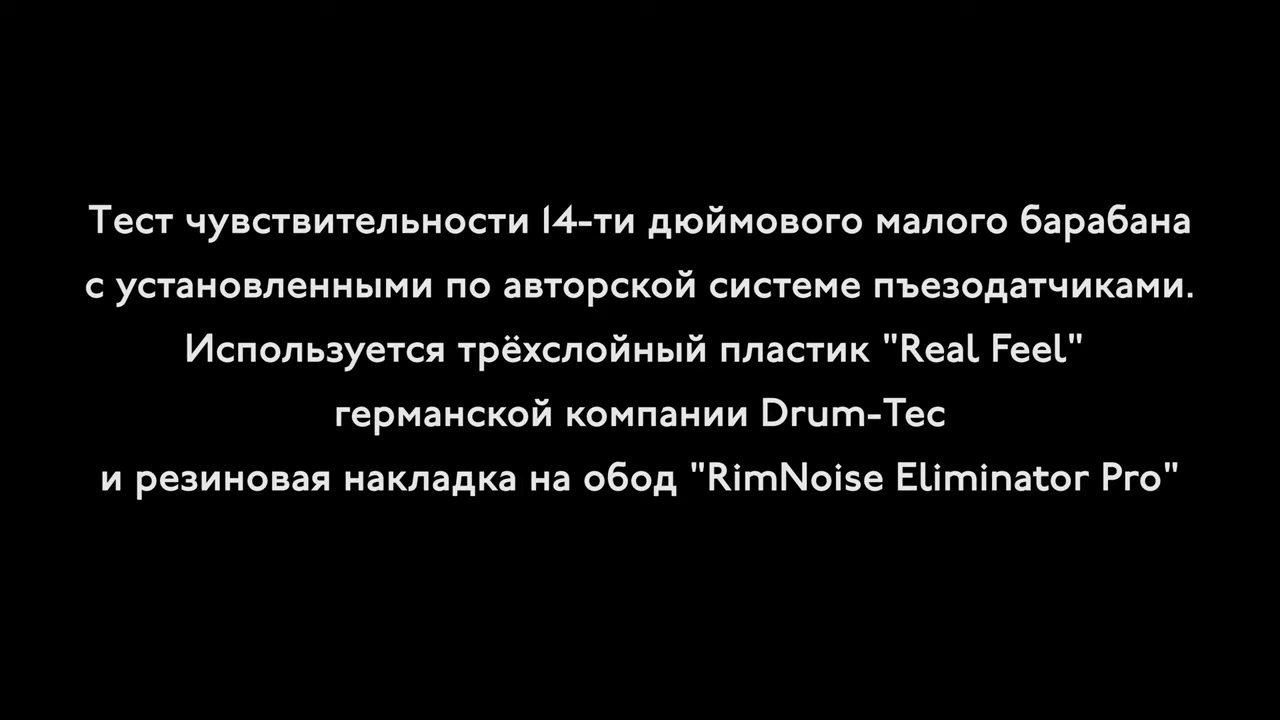 Тест чувствительности 14-ти дюймового малого барабана
с установленными по авторской системе пъезодатчиками.
Используется трёхслойный пластик "Real Feel"
германской компании Drum-Tec
и резиновая накладка на обод "RimNoise Eliminator Pro"